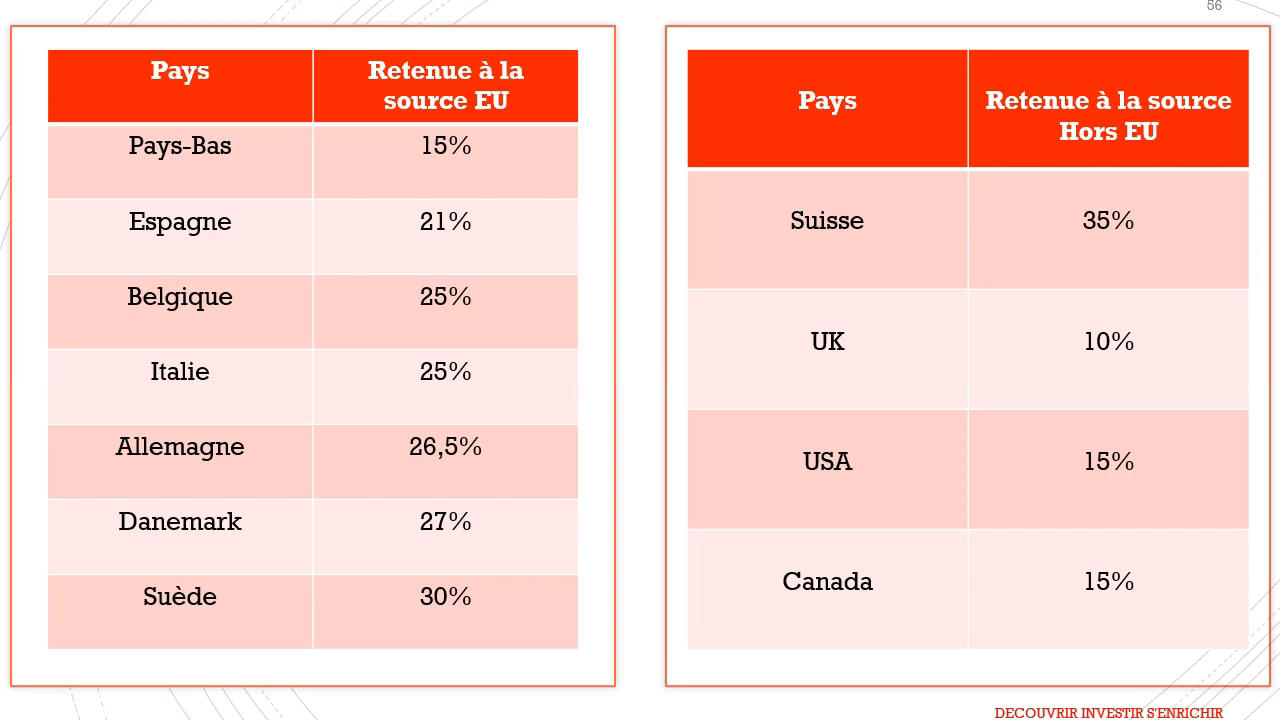 56
Pays
Retenue à la
source EU
Pays-Bas 15%
Espagne 21%
Belgique 25%
Italie 25%
Allemagne 26,5%
Danemark 27%
Suède 30%
Pays
Retenue à la source
Hors EU
Suisse 35%
UK 10%
USA 15%
Canada 15%
DECOUVRIR INVESTIR S'ENRICHIR